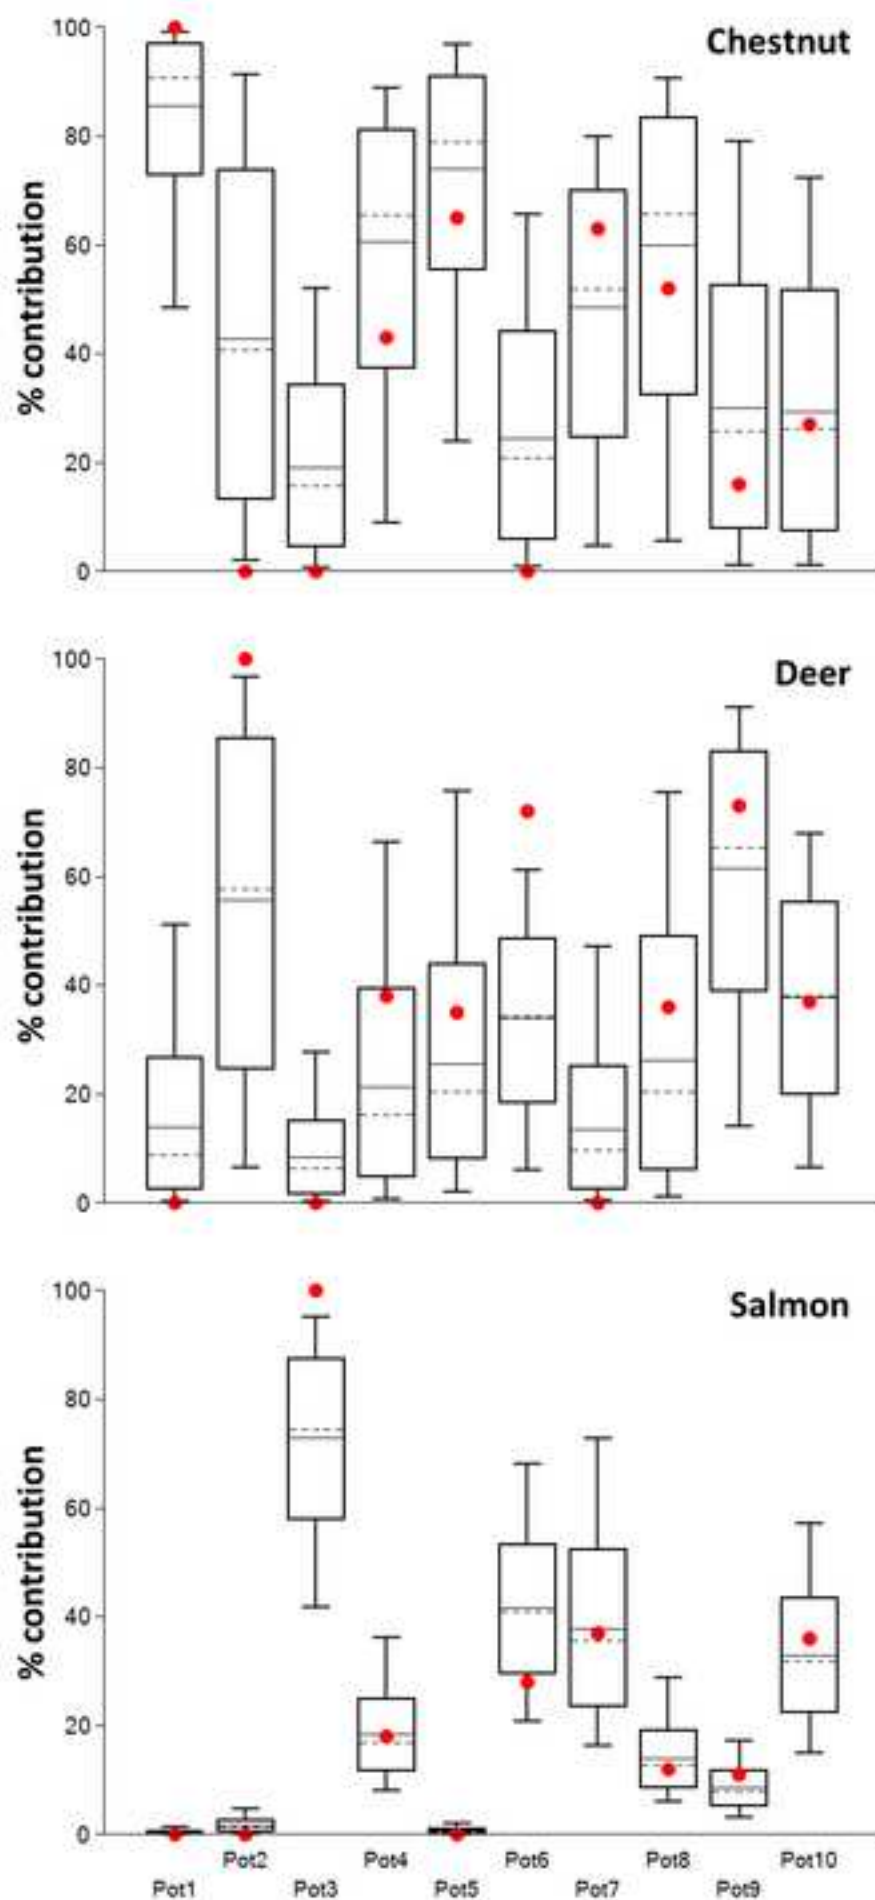 Chestnut
% contribution
100
80
60
40
20
0
Deer
% contribution
100
80
60
40
20
0
Salmon
% contribution
100
80
60
40
20
0
Pot2 Pot4 Pot6 Pot8 Pot10
Pot1 Pot3 Pot5 Pot7 Pot9